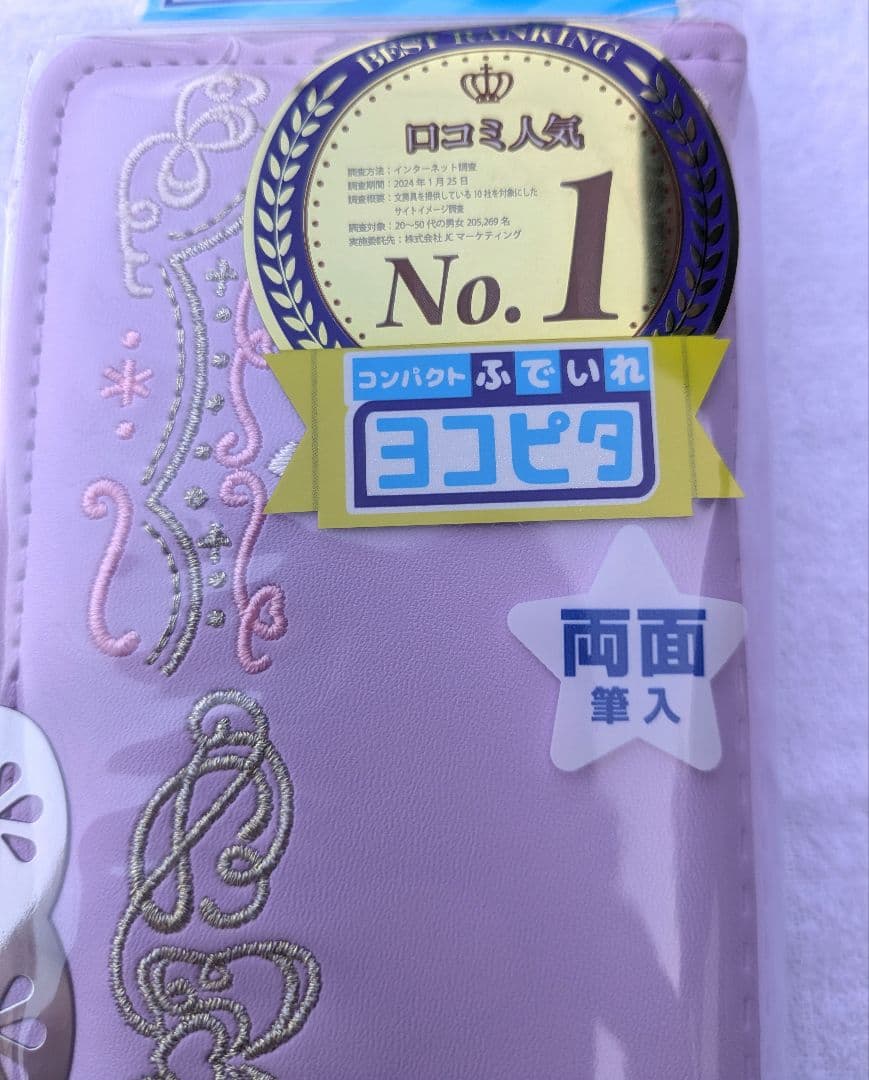 BEST RANKING
口コミ人気
調査方法：インターネット調査
調査期間：2024年1月25日
調査概要：文房具を提供している10社を対象にした
サイトイメージ調査
調査対象：20〜50代の男女 205,269名
実施委託先：株式会社 JC マーケティング
No.1
コンパクト ふでいれ
ヨコピタ
両面
筆入